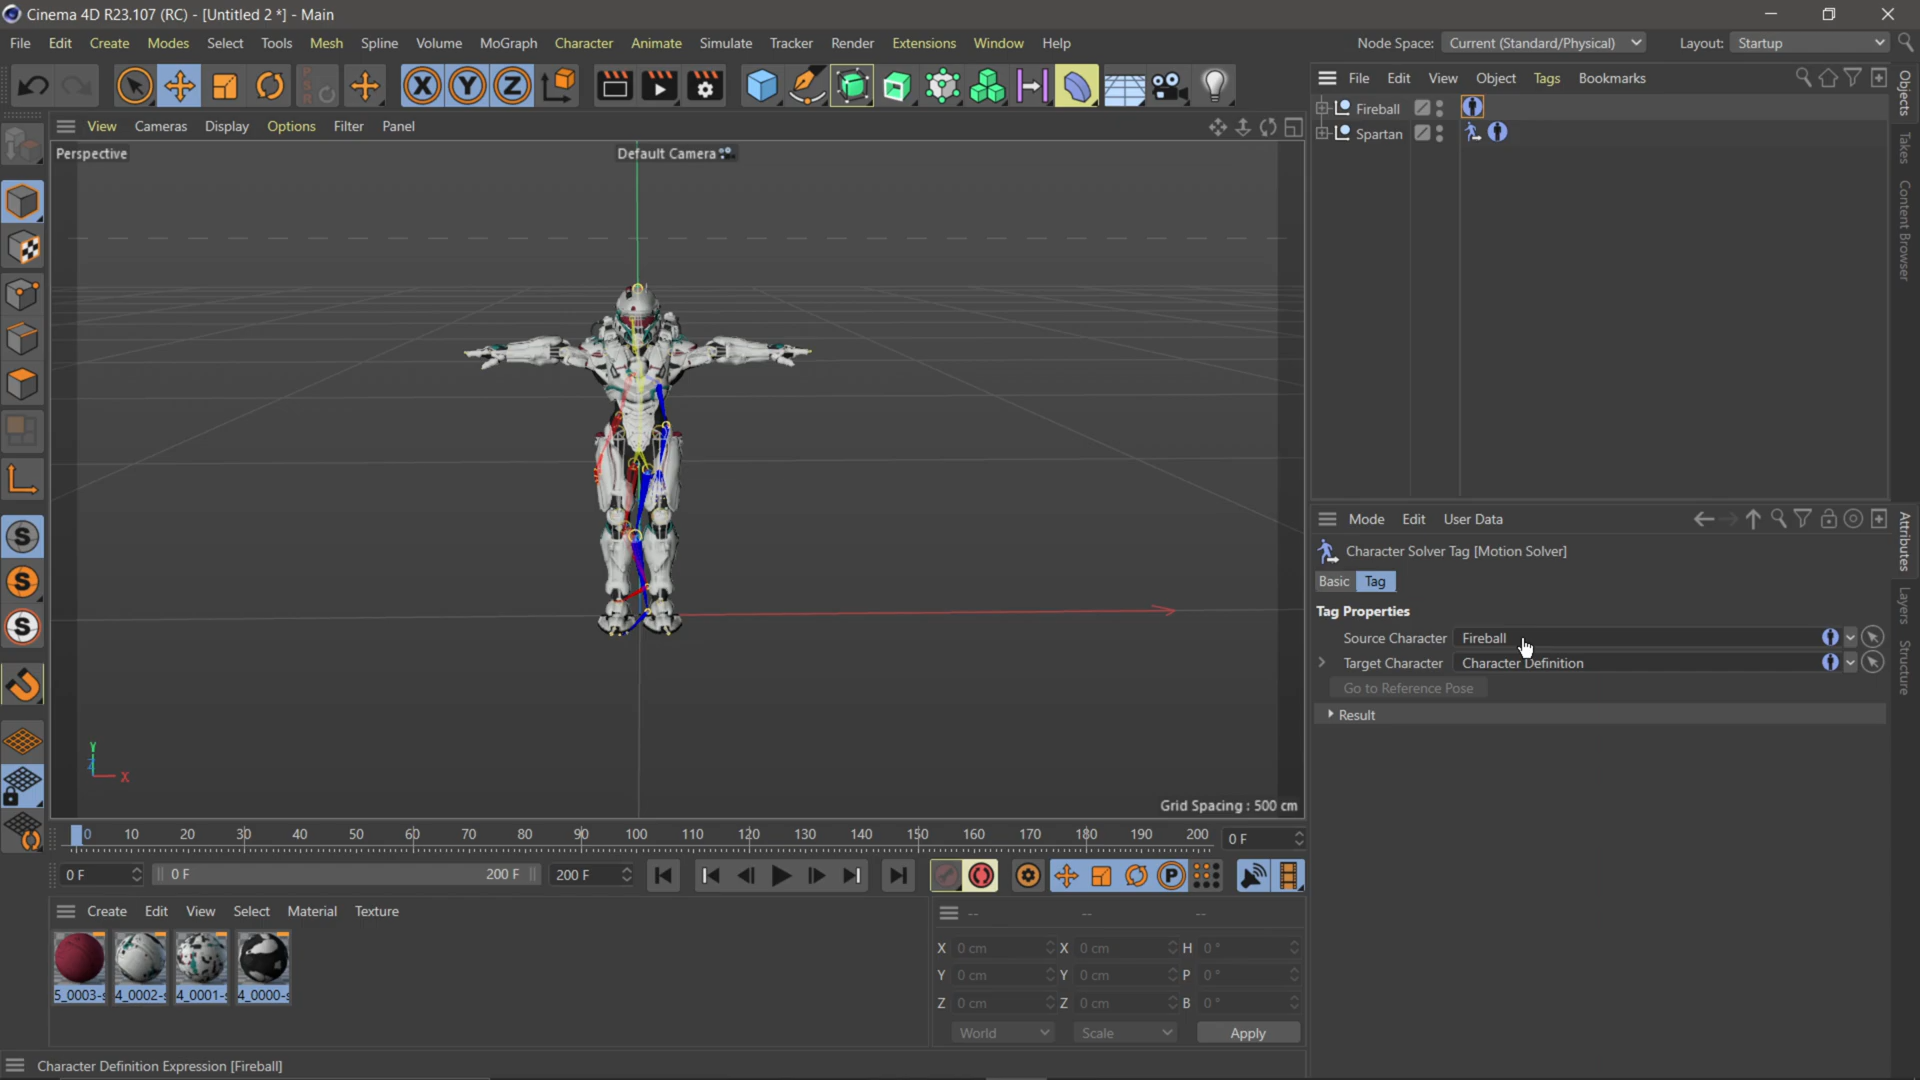 Cinema 4D R23.107 (RC) - [Untitled 2 *] - Main
File Edit Create Modes Select Tools Mesh Spline Volume MoGraph Character Animate Simulate Tracker Render Extensions Window Help
Node Space: Current (Standard/Physical) Layout: Startup
X Y Z
File Edit View Object Tags Bookmarks
Fireball
Spartan
Objects
Takes
Content Browser
View Cameras Display Options Filter Panel
Perspective
Default Camera
Y
Z
X
Grid Spacing : 500 cm
Mode Edit User Data
Character Solver Tag [Motion Solver]
Basic Tag
Tag Properties
Source Character Fireball
Target Character Character Definition
Go to Reference Pose
Result
Attributes
Layers
Structure
0 10 20 30 40 50 60 70 80 90 100 110 120 130 140 150 160 170 180 190 200 0 F
0 F 0 F 200 F 200 F
Create Edit View Select Material Texture
5_0003-s 4_0002-s 4_0001-s 4_0000-s
-- -- --
X 0 cm X 0 cm H 0 °
Y 0 cm Y 0 cm P 0 °
Z 0 cm Z 0 cm B 0 °
World Scale Apply
Character Definition Expression [Fireball]